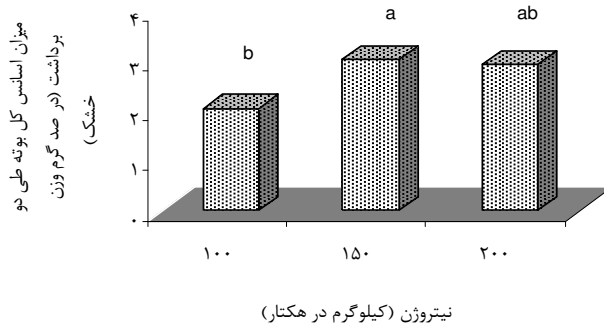 میزان اسانس کل بوته طی دو
برداشت (در صد گرم وزن
خشک)
۴
۳
۲
۱
۰
b
a
ab
۱۰۰
۱۵۰
۲۰۰
نیتروژن (کیلوگرم در هکتار)